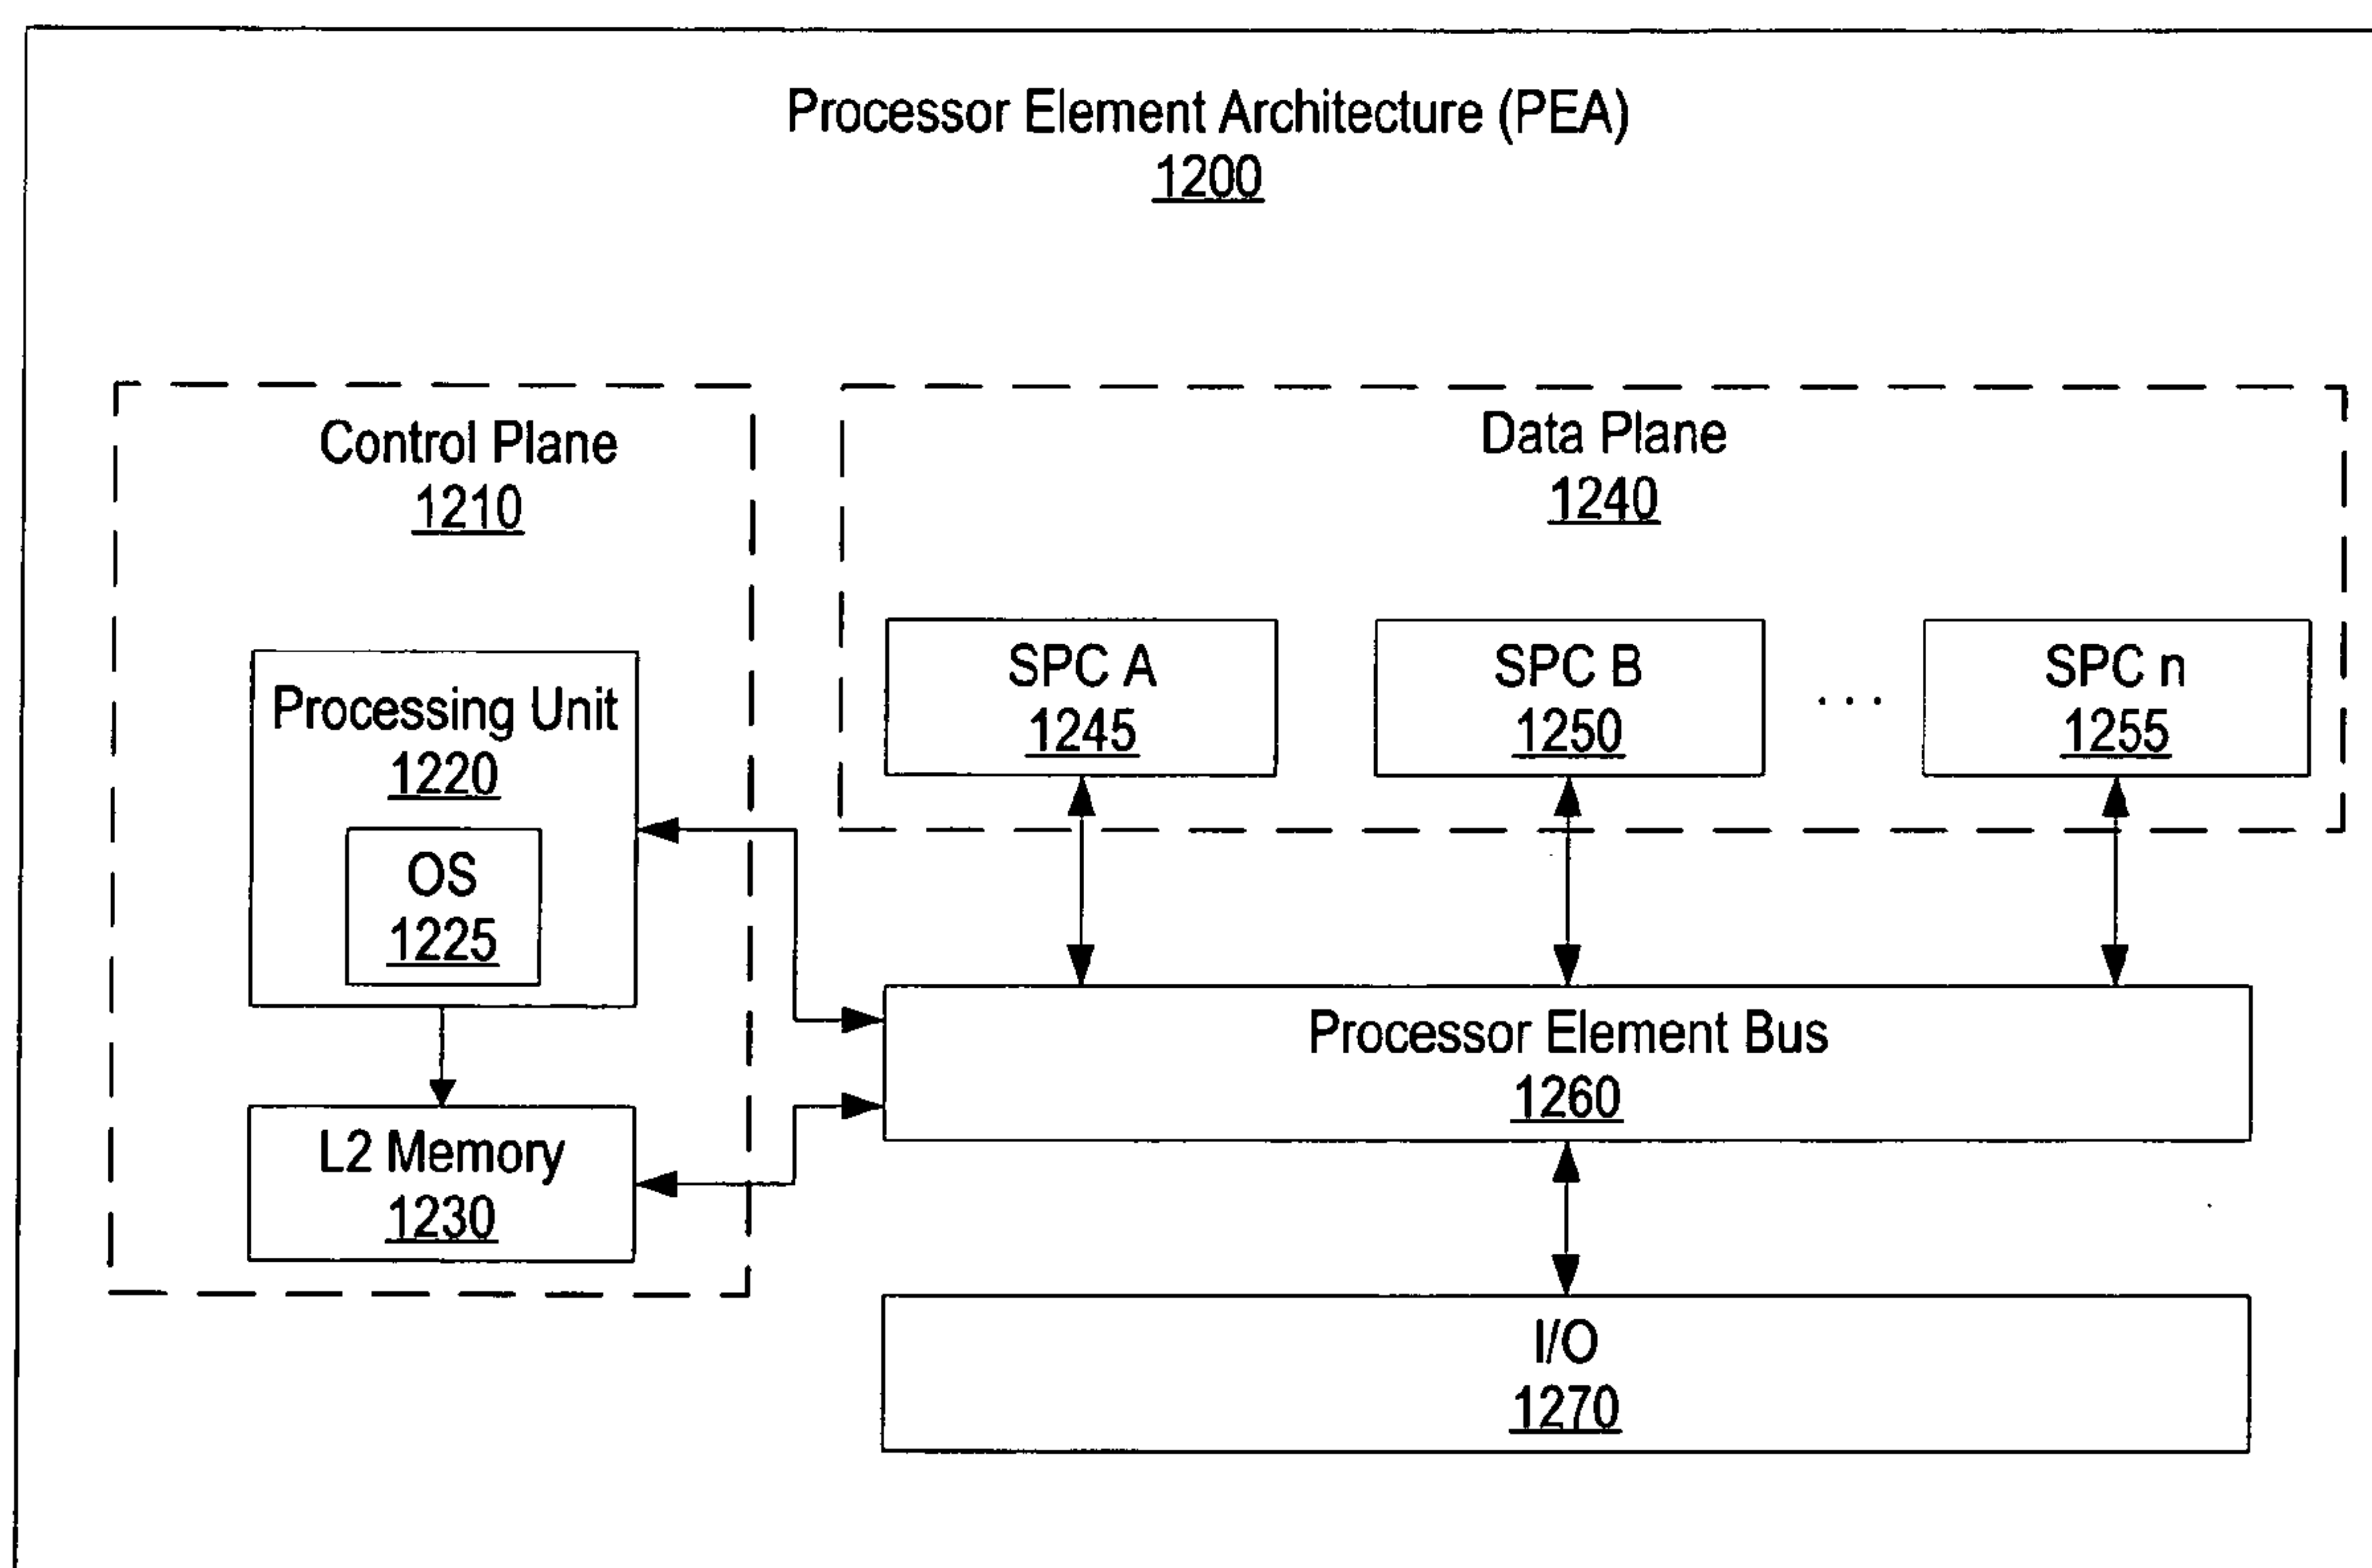 Processor Element Architecture (PEA)
1200
Control Plane
1210
Processing Unit
1220
OS
1225
L2 Memory
1230
Data Plane
1240
SPC A
1245
SPC B
1250
...
SPC n
1255
Processor Element Bus
1260
I/O
1270